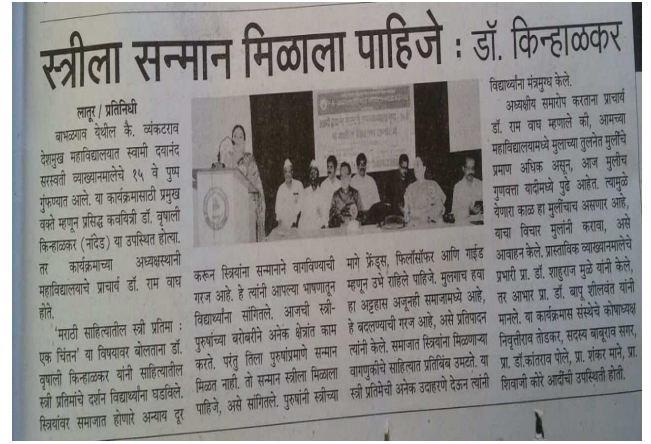 स्त्रीला सन्मान मिळाला पाहिजे : डॉ. किन्हाळकर
लातूर / प्रतिनिधी
बाभळगाव येथील कै. व्यंकटराव
देशमुख महाविद्यालयात स्वामी दयानंद
सरस्वती व्याख्यानमालेचे १५ वे पुष्प
गुंफण्यात आले. या कार्यक्रमासाठी प्रमुख
वक्ते म्हणून प्रसिद्ध कवयित्री डॉ. वृषाली
किन्हाळकर (नांदेड) या उपस्थित होत्या.
तर कार्यक्रमाच्या अध्यक्षस्थानी
महाविद्यालयाचे प्राचार्य डॉ. राम वाघ
होते.
'मराठी साहित्यातील स्त्री प्रतिमा :
एक चिंतन' या विषयावर बोलताना डॉ.
वृषाली किन्हाळकर यांनी साहित्यातील
स्त्री प्रतिमांचे दर्शन विद्यार्थ्यांना घडविले.
स्त्रियांवर समाजात होणारे अन्याय दूर
करून स्त्रियांना सन्मानाने वागविण्याची
गरज आहे. हे त्यांनी आपल्या भाषणातून
विद्यार्थ्यांना सांगितले. आजची स्त्री-
पुरुषांच्या बरोबरीने अनेक क्षेत्रांत काम
करते. परंतु तिला पुरुषांप्रमाणे सन्मान
मिळत नाही. तो सन्मान स्त्रीला मिळाला
पाहिजे, असे सांगितले. पुरुषांनी स्त्रीच्या
मागे फ्रेंड्स, फिलॉसॉफर आणि गाईड
म्हणून उभे राहिले पाहिजे. मुलगाच हवा
हा अट्टहास अजूनही समाजामध्ये आहे,
हे बदलण्याची गरज आहे, असे प्रतिपादन
त्यांनी केले. समाजात स्त्रियांना मिळणाऱ्या
वागणुकीचे साहित्यात प्रतिबिंब उमटते. या
स्त्री प्रतिमेची अनेक उदाहरणे देऊन त्यांनी
विद्यार्थ्यांना मंत्रमुग्ध केले.
अध्यक्षीय समारोप करताना प्राचार्य
डॉ. राम वाघ म्हणाले की, आमच्या
महाविद्यालयामध्ये मुलाच्या तुलनेत मुलींचे
प्रमाण अधिक असून, आज मुलीच
गुणवत्ता यादीमध्ये पुढे आहेत. त्यामुळे
येणारा काळ हा मुलींचाच असणार आहे,
याचा विचार मुलांनी करावा, असे
आवाहन केले. प्रास्ताविक व्याख्यानमालेचे
प्रभारी प्रा. डॉ. शाहुराज मुळे यांनी केले,
तर आभार प्रा. डॉ. बापू शीलवंत यांनी
मानले. या कार्यक्रमास संस्थेचे कोषाध्यक्ष
निवृत्तीराव तोडकर, सदस्य बाबूराव सगर,
प्रा. डॉ.कांतराव पोले, प्रा. शंकर माने, प्रा.
शिवाजी कोरे आदींची उपस्थिती होती.